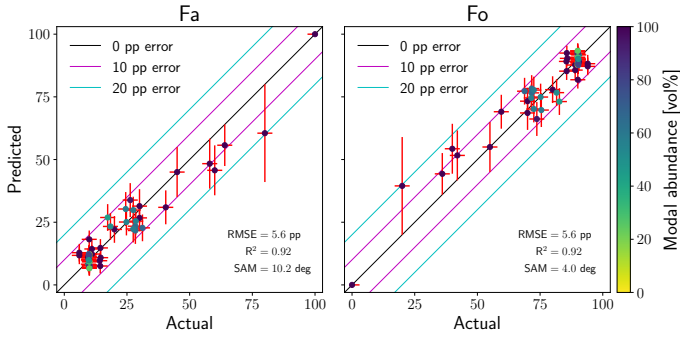 Fa
Fo
0 pp error
10 pp error
20 pp error
RMSE = 5.6 pp
R² = 0.92
SAM = 10.2 deg
0 pp error
10 pp error
20 pp error
RMSE = 5.6 pp
R² = 0.92
SAM = 4.0 deg
Predicted
100
75
50
25
0
0
25
50
75
100
Actual
0
25
50
75
100
Actual
100
80
60
40
20
0
Modal abundance [vol%]